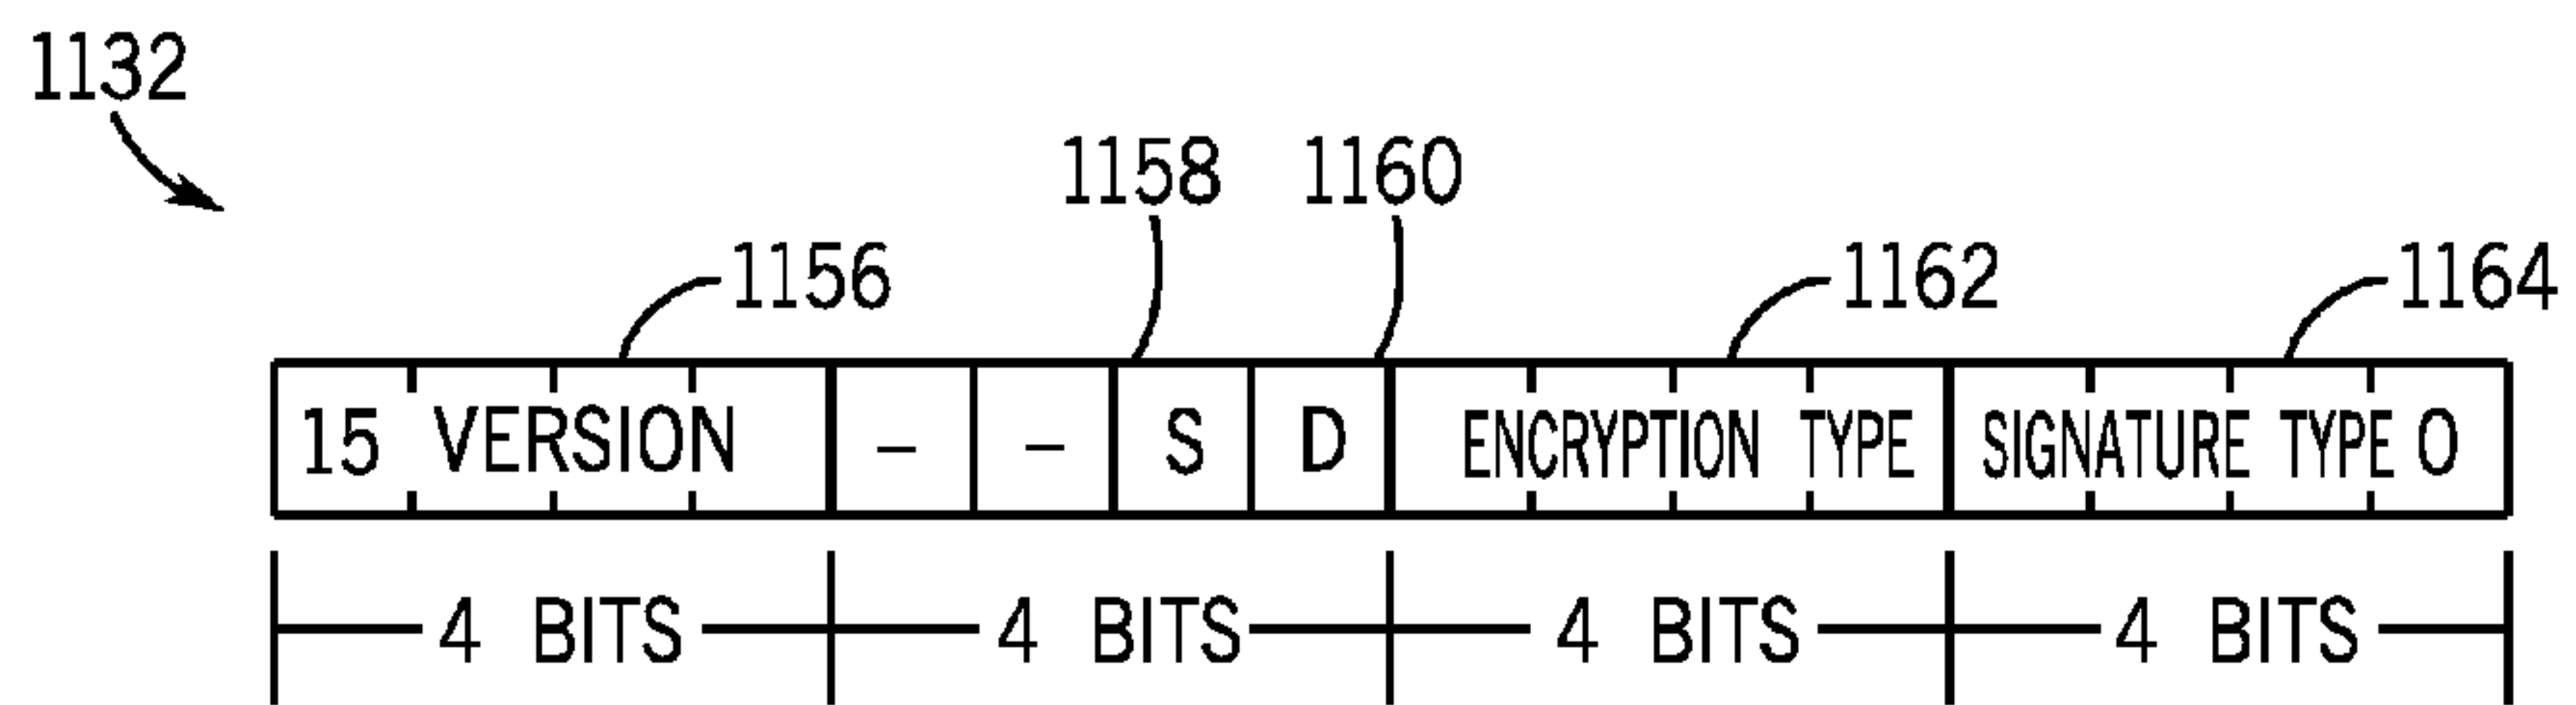 1132
1158 1160
1156 1162 1164
15 VERSION - - S D ENCRYPTION TYPE SIGNATURE TYPE 0
4 BITS 4 BITS 4 BITS 4 BITS